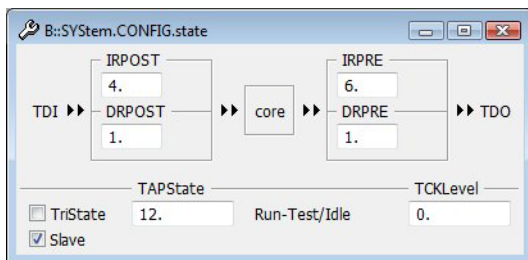 B::SYStem.CONFIG.state
IRPOST
4.
IRPRE
6.
TDI
DRPOST
core
DRPRE
TDO
1.
1.
TAPState
TCKLevel
TriState
12.
Run-Test/Idle
0.
Slave